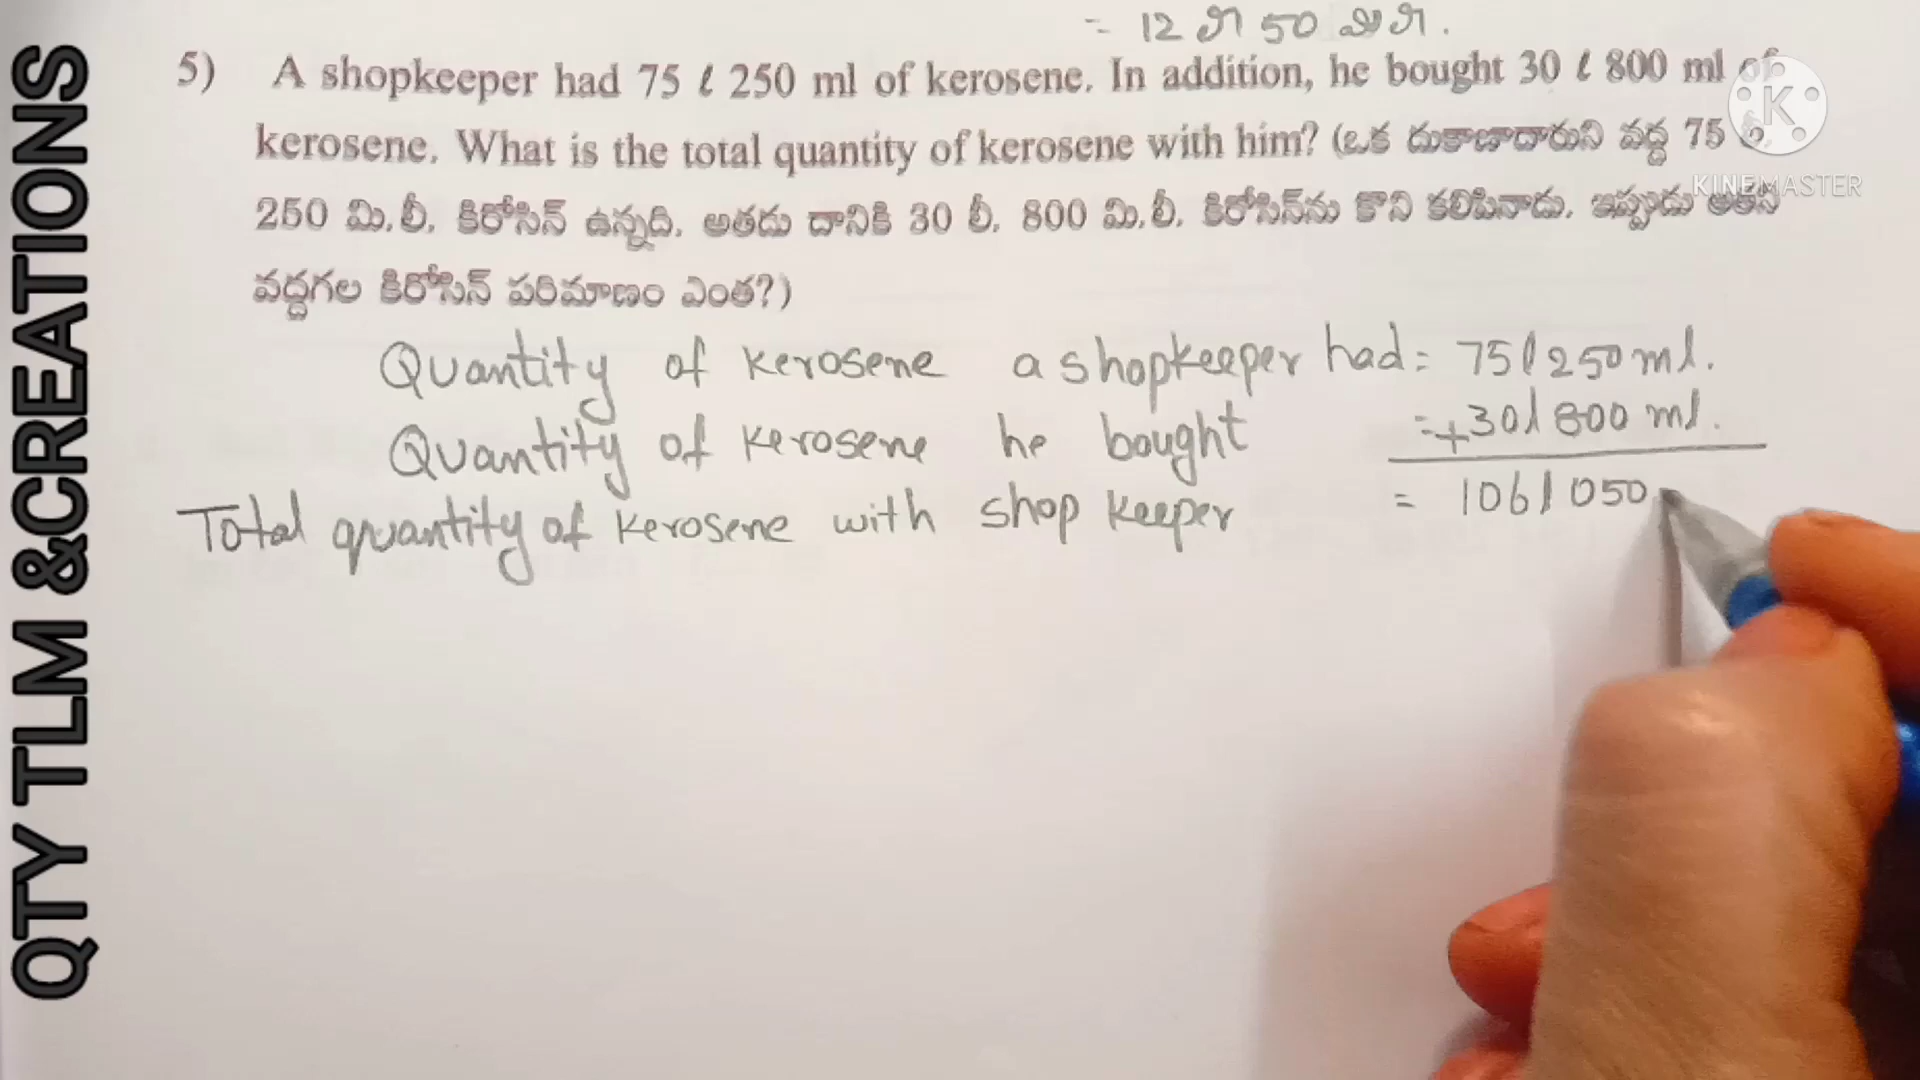 = 12 లీ 50 మి.లీ.
5) A shopkeeper had 75 ℓ 250 ml of kerosene. In addition, he bought 30 ℓ 800 ml of
kerosene. What is the total quantity of kerosene with him? (ఒక దుకాణాదారుని వద్ద 75 లీ.
250 మి.లీ. కిరోసిన్ ఉన్నది. అతడు దానికి 30 లీ. 800 మి.లీ. కిరోసిన్‌ను కొని కలిపినాడు. ఇప్పుడు అతని
వద్దగల కిరోసిన్ పరిమాణం ఎంత?)
Quantity of kerosene a shopkeeper had = 75 l 250 ml.
Quantity of kerosene he bought =+30 l 800 ml.
Total quantity of kerosene with shop keeper = 106 l 050
QTY TLM &CREATIONS
K
KINEMASTER